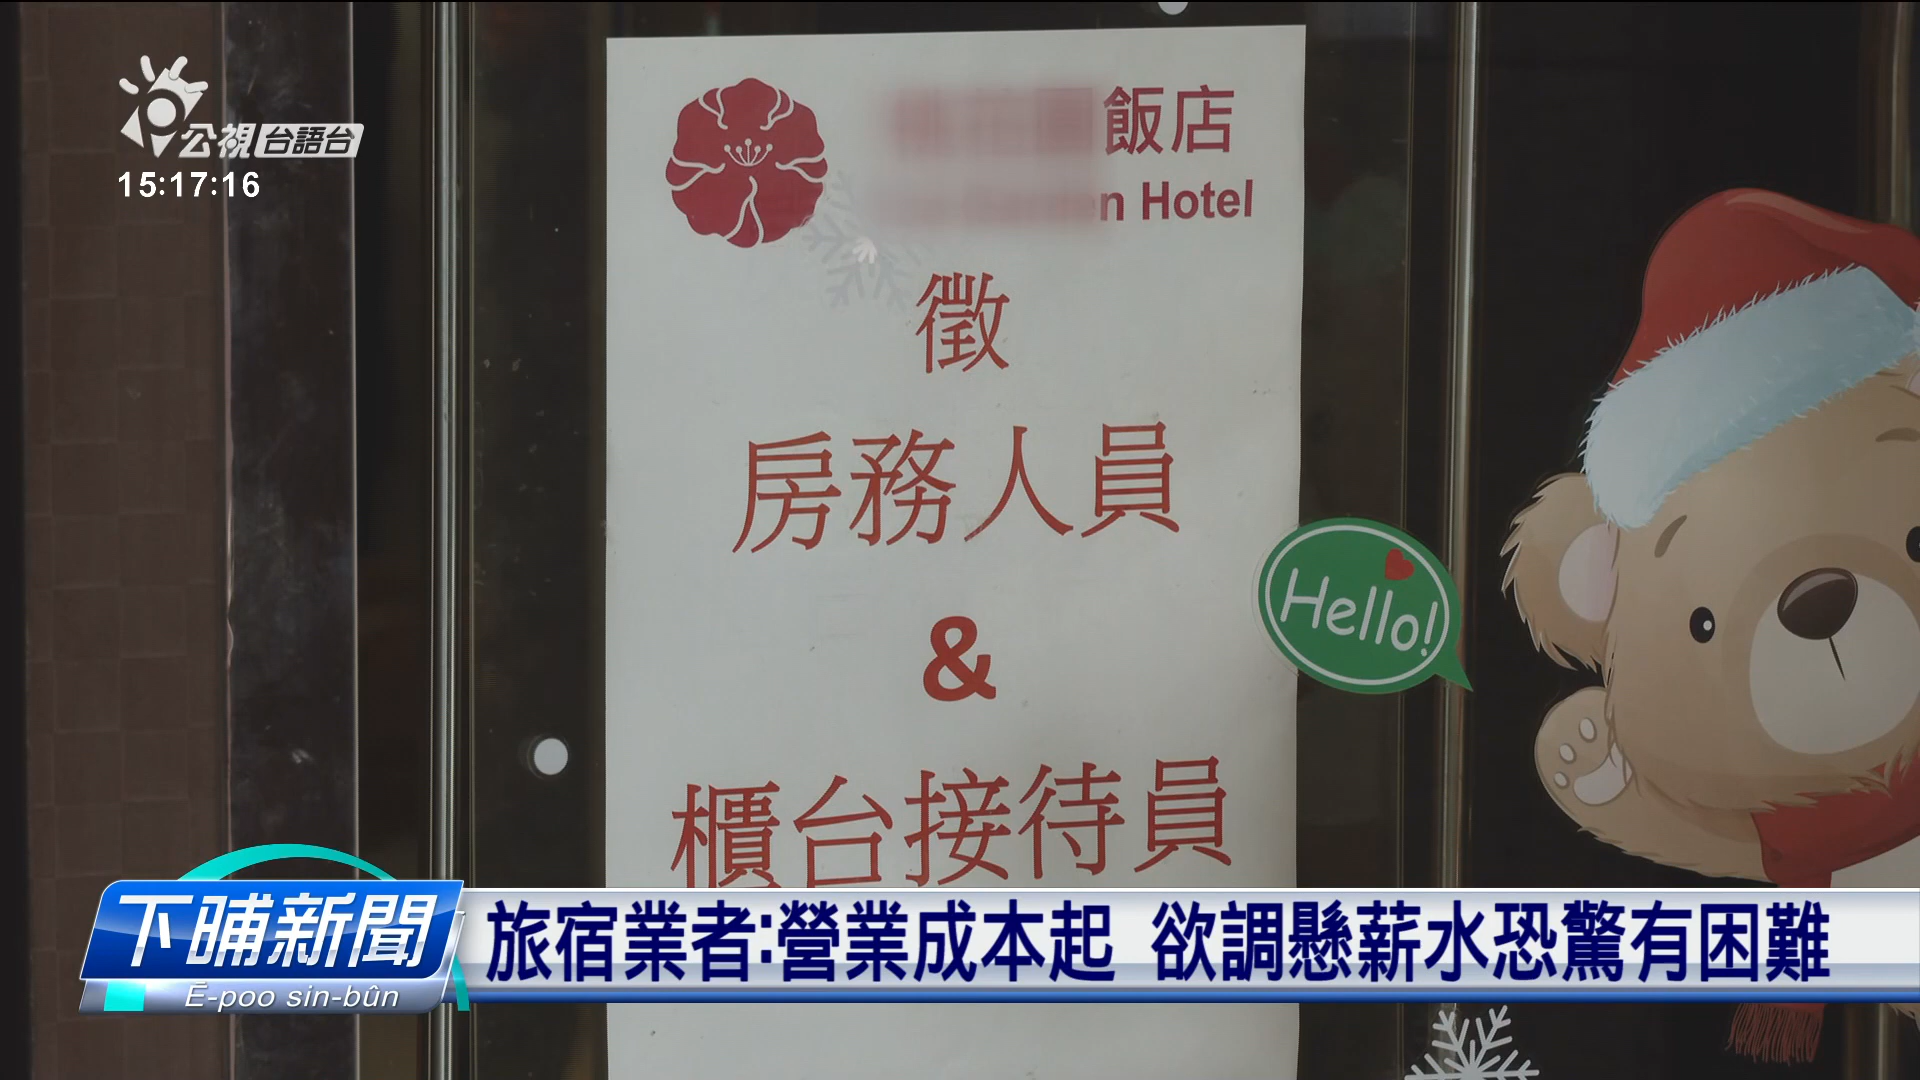 公視 台語台
15:17:16
飯店
n Hotel
徵
房務人員
&
櫃台接待員
Hello!
下晡新聞
Ē-poo sin-bûn
旅宿業者:營業成本起 欲調懸薪水恐驚有困難